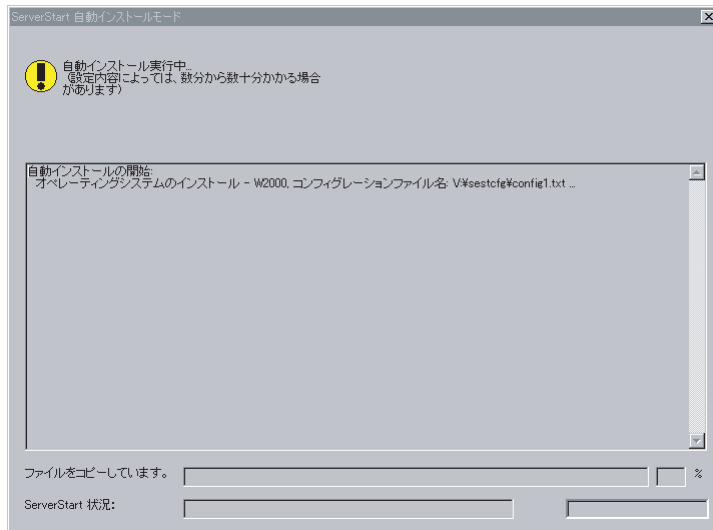 ServerStart 自動インストールモード
自動インストール実行中...
(設定内容によっては、数分から数十分かかる場合
があります)
自動インストールの開始:
オペレーティングシステムのインストール - W2000, コンフィグレーションファイル名: V:¥sestcfg¥config1.txt ...
ファイルをコピーしています。
%
ServerStart 状況: